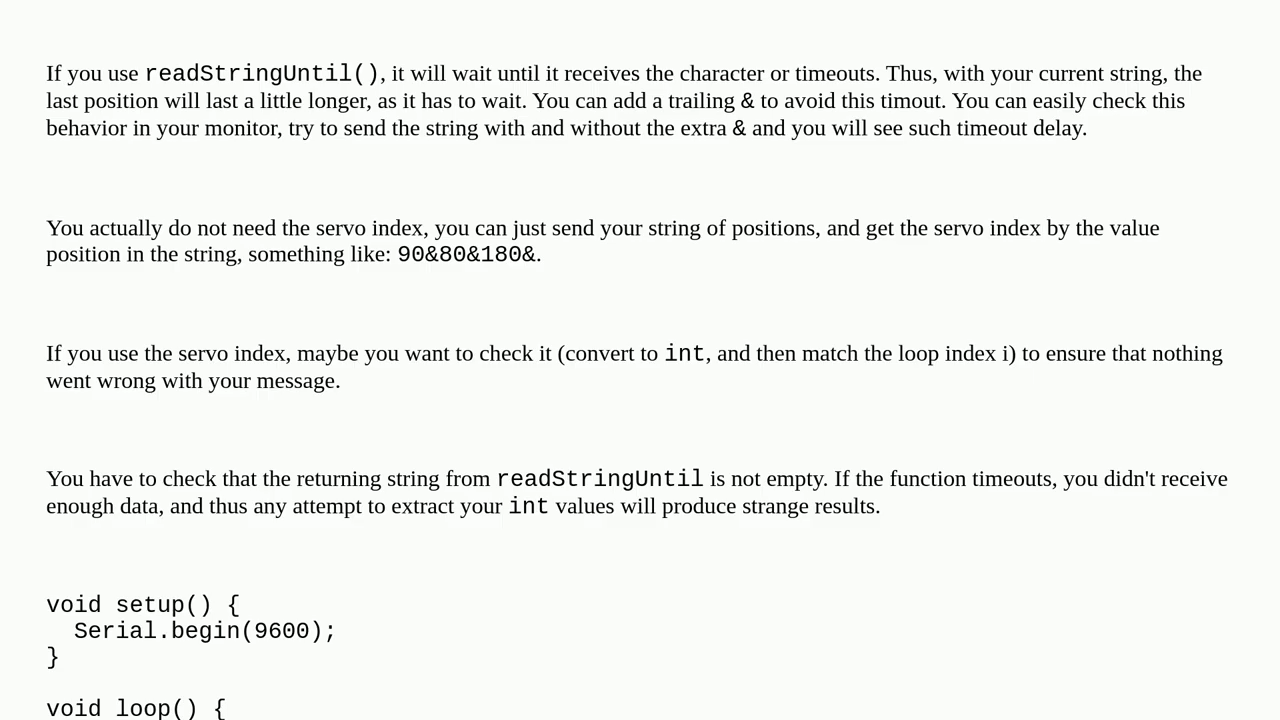 If you use readStringUntil(), it will wait until it receives the character or timeouts. Thus, with your current string, the
last position will last a little longer, as it has to wait. You can add a trailing & to avoid this timout. You can easily check this
behavior in your monitor, try to send the string with and without the extra & and you will see such timeout delay.
You actually do not need the servo index, you can just send your string of positions, and get the servo index by the value
position in the string, something like: 90&80&180&.
If you use the servo index, maybe you want to check it (convert to int, and then match the loop index i) to ensure that nothing
went wrong with your message.
You have to check that the returning string from readStringUntil is not empty. If the function timeouts, you didn't receive
enough data, and thus any attempt to extract your int values will produce strange results.
void setup() {
  Serial.begin(9600);
}
void loop() {